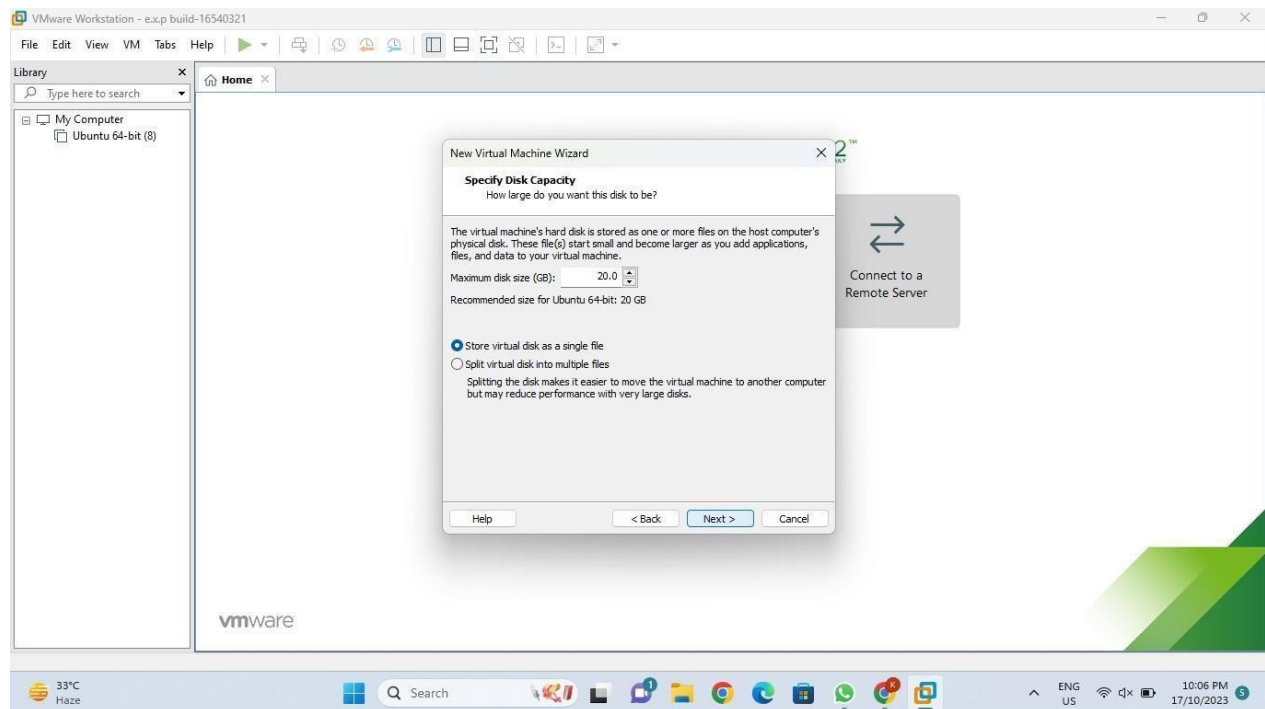 VMware Workstation - e.x.p build-16540321
File Edit View VM Tabs Help
Library
Home
Type here to search
My Computer
Ubuntu 64-bit (8)
2™
New Virtual Machine Wizard
Specify Disk Capacity
How large do you want this disk to be?
The virtual machine's hard disk is stored as one or more files on the host computer's
physical disk. These file(s) start small and become larger as you add applications,
files, and data to your virtual machine.
Maximum disk size (GB): 20.0
Recommended size for Ubuntu 64-bit: 20 GB
Connect to a
Remote Server
Store virtual disk as a single file
Split virtual disk into multiple files
Splitting the disk makes it easier to move the virtual machine to another computer
but may reduce performance with very large disks.
Help < Back Next > Cancel
vmware
33°C
Haze
Search
1
K
ENG
US
10:06 PM
17/10/2023
5